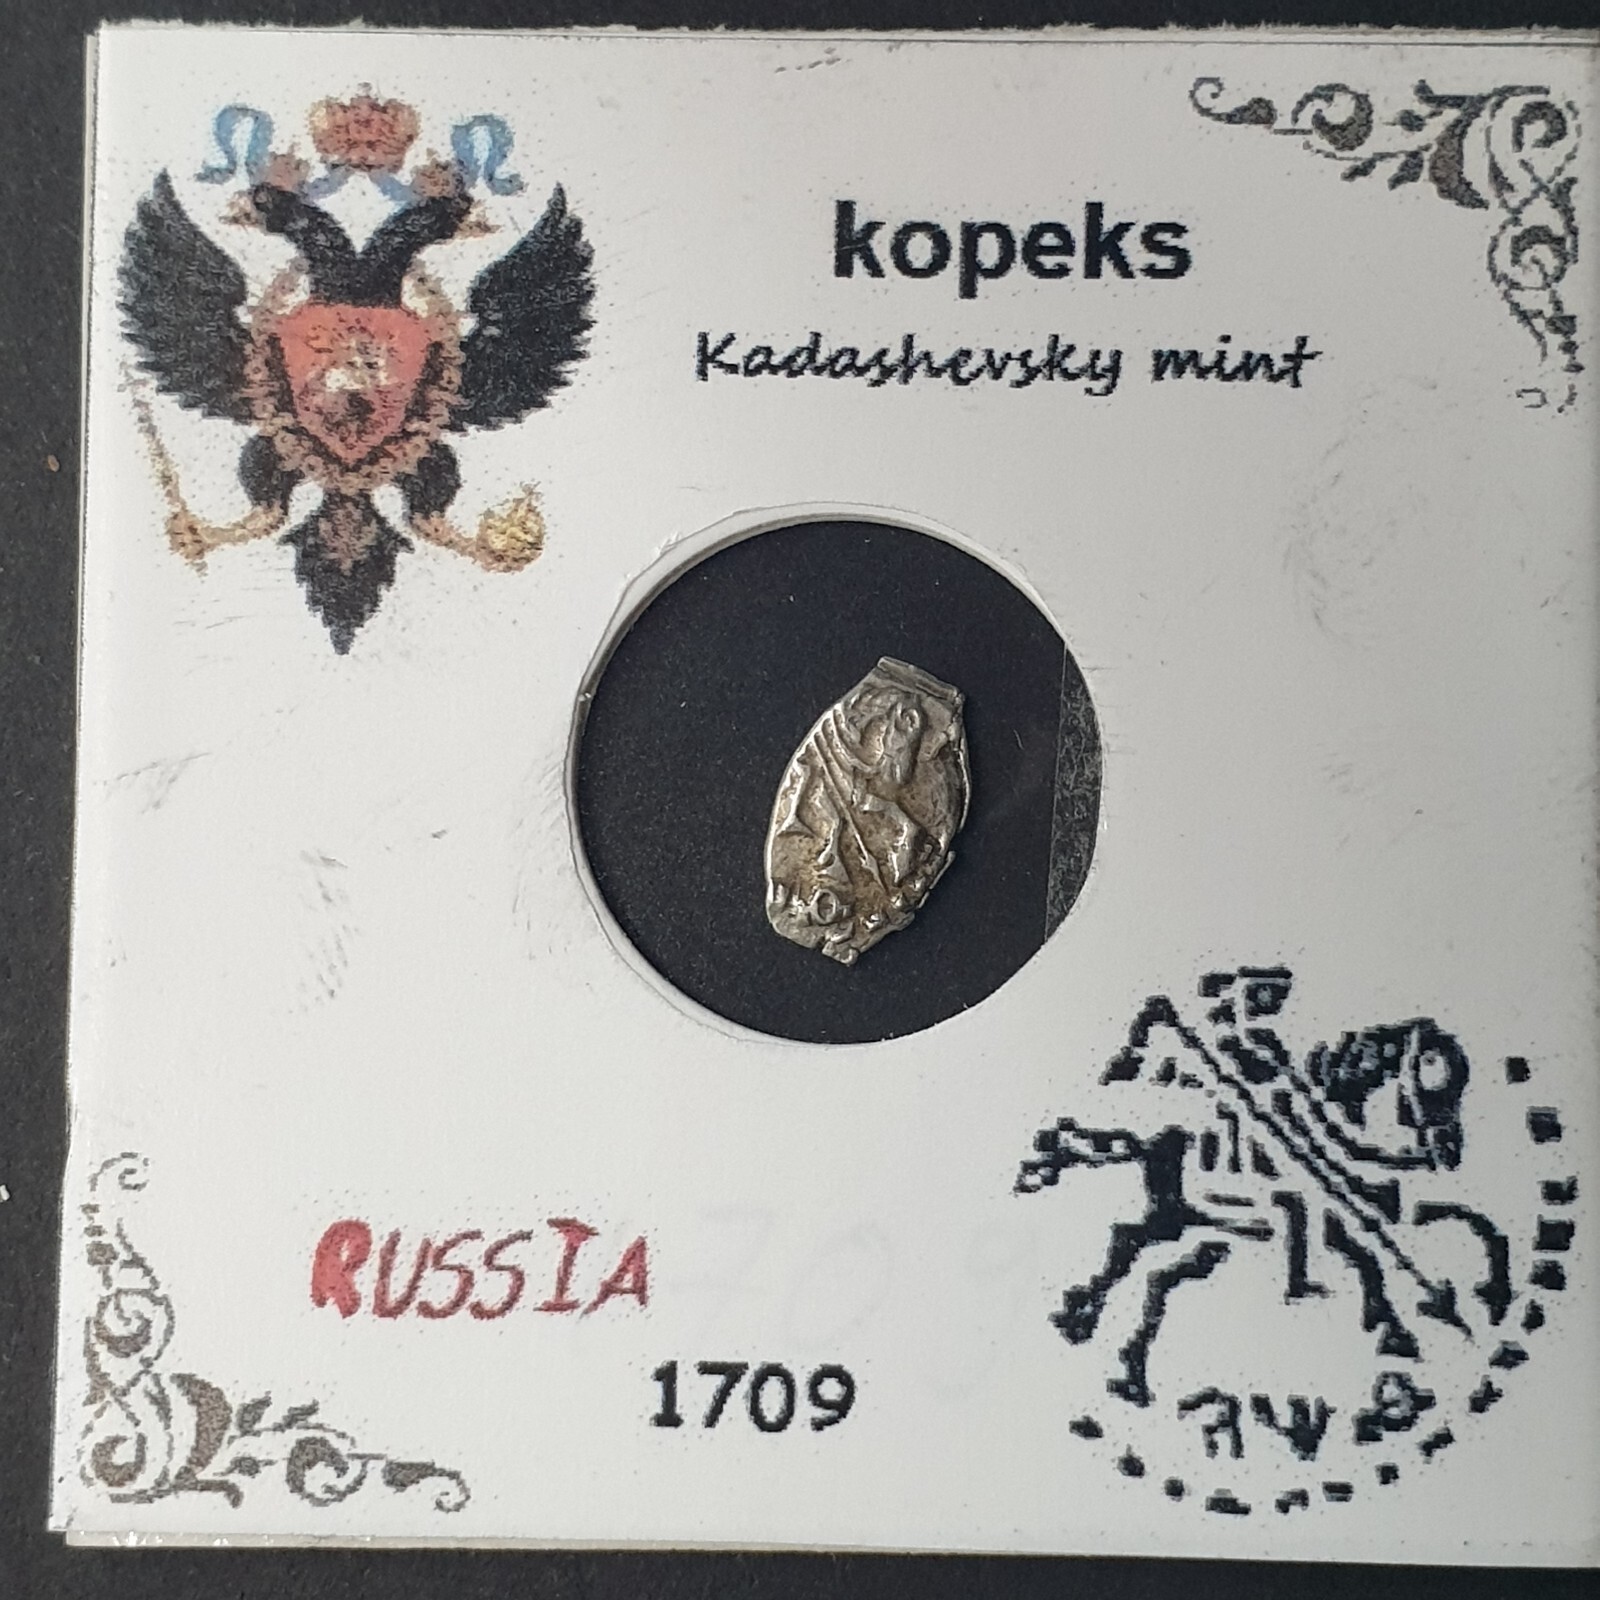 kopeks
Kadashevsky mint
RUSSIA
1709